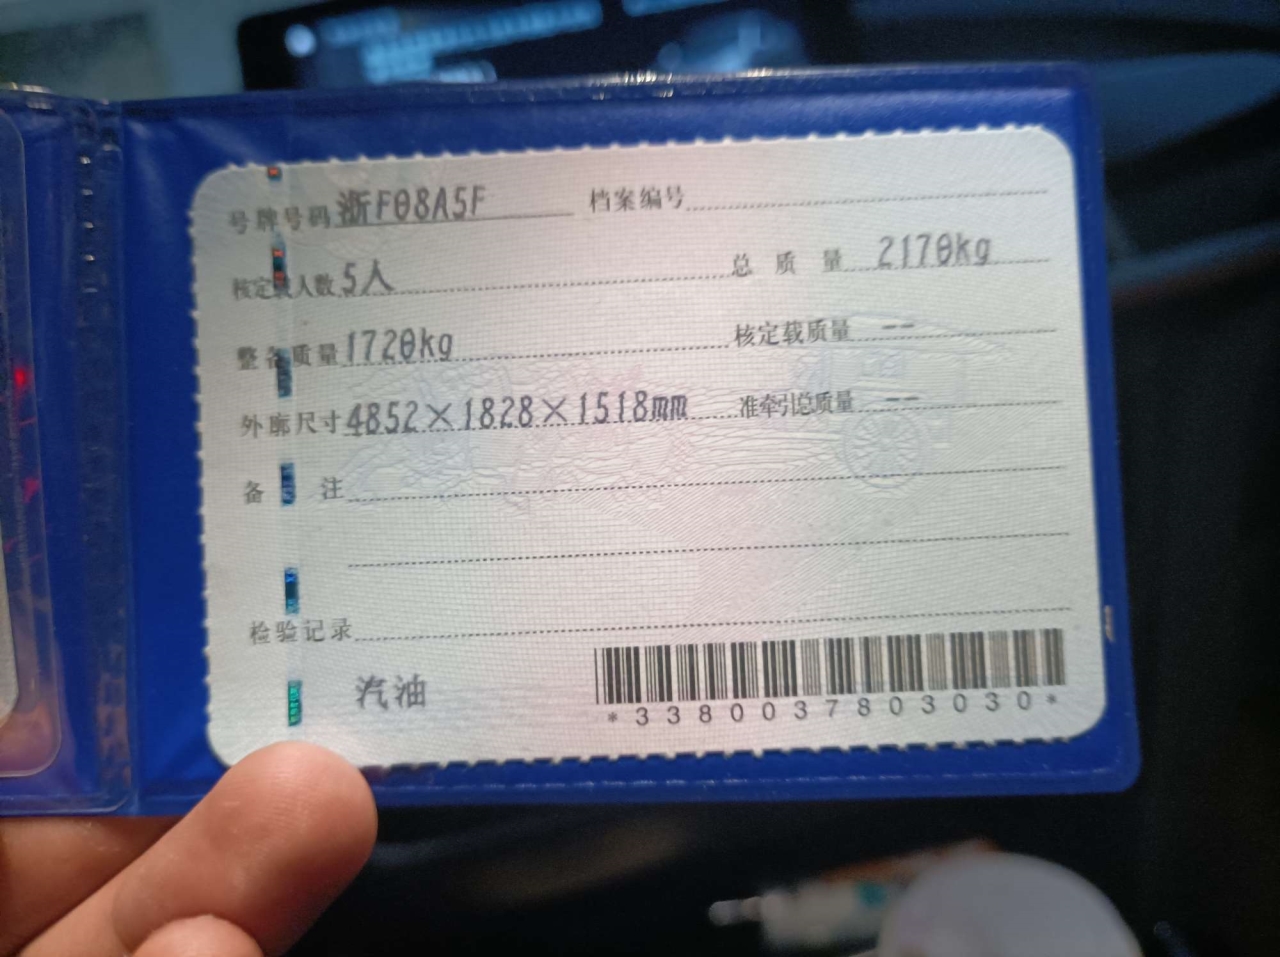 号牌号码 浙F08A5F 档案编号
核定载人数 5人 总质量 2170kg
整备质量 1720kg 核定载质量 --
外廓尺寸 4852×1828×1518mm 准牵引总质量 --
备注
检验记录
汽油
*3380037803030*